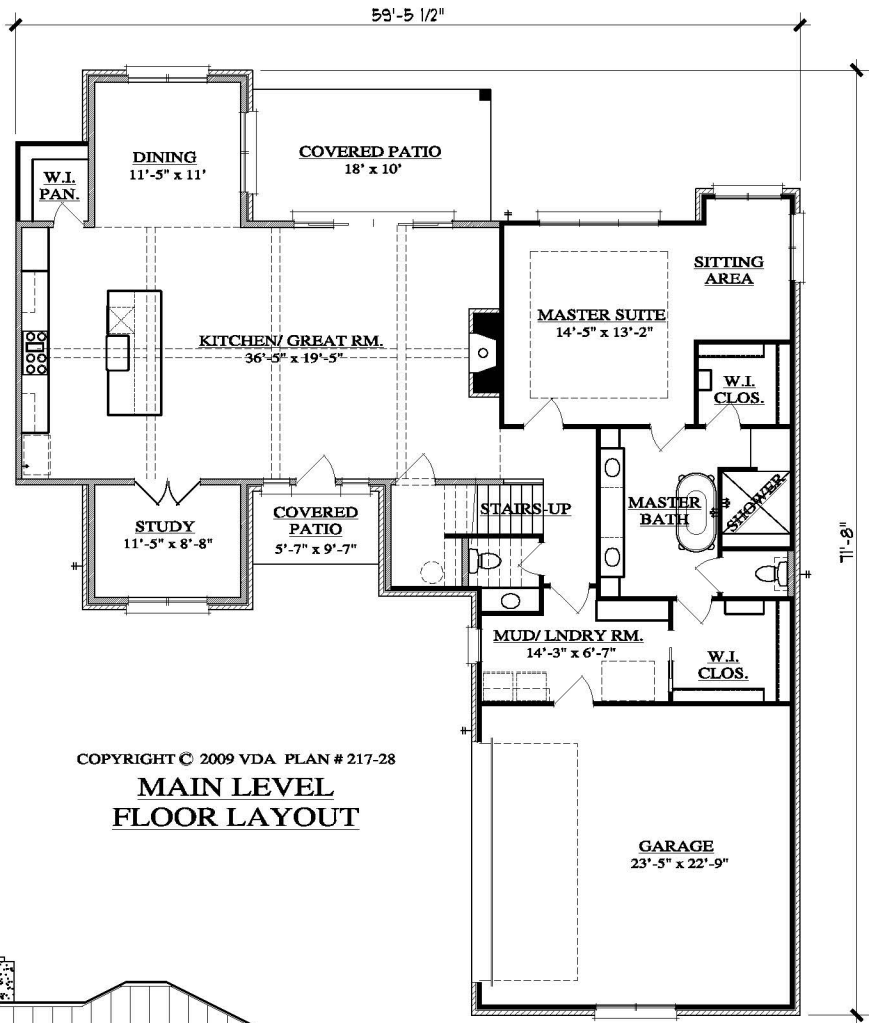 59'-5 1/2"
DINING
11'-5" x 11'
COVERED PATIO
18' x 10'
W.I.
PAN.
SITTING
AREA
MASTER SUITE
14'-5" x 13'-2"
KITCHEN/ GREAT RM.
36'-5" x 19'-5"
W.I.
CLOS.
STUDY
11'-5" x 8'-8"
COVERED
PATIO
5'-7" x 9'-7"
STAIRS-UP
MASTER
BATH
SHOWER
71'-8"
MUD/ LNDRY RM.
14'-3" x 6'-7"
W.I.
CLOS.
COPYRIGHT © 2009 VDA PLAN # 217-28
MAIN LEVEL
FLOOR LAYOUT
GARAGE
23'-5" x 22'-9"